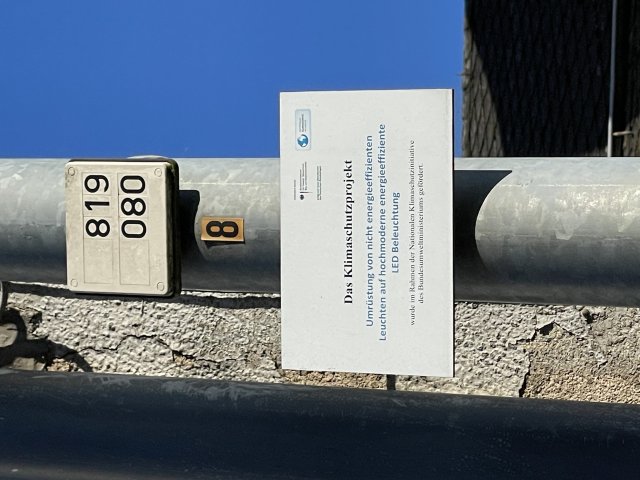 819
080
8
Das Klimaschutzprojekt
Umrüstung von nicht energieeffizienten
Leuchten auf hochmoderne energieeffiziente
LED Beleuchtung
wurde im Rahmen der Nationalen Klimaschutzinitiative
des Bundesumweltministeriums gefördert.